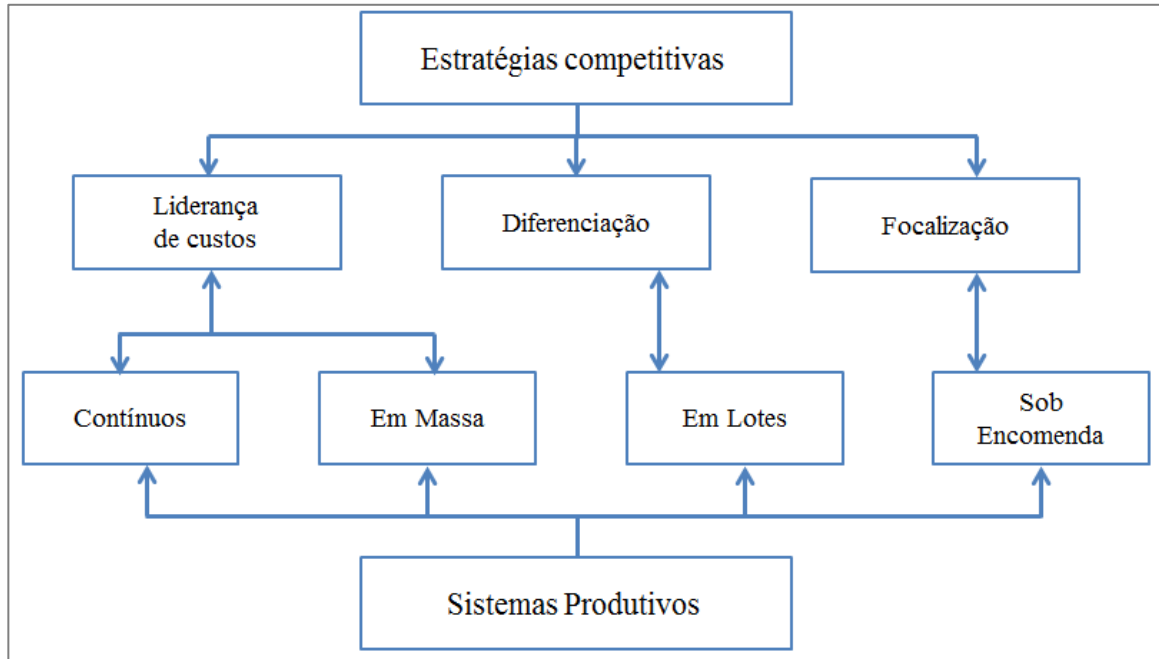 Estratégias competitivas
Liderança
de custos
Diferenciação
Focalização
Contínuos
Em Massa
Em Lotes
Sob
Encomenda
Sistemas Produtivos